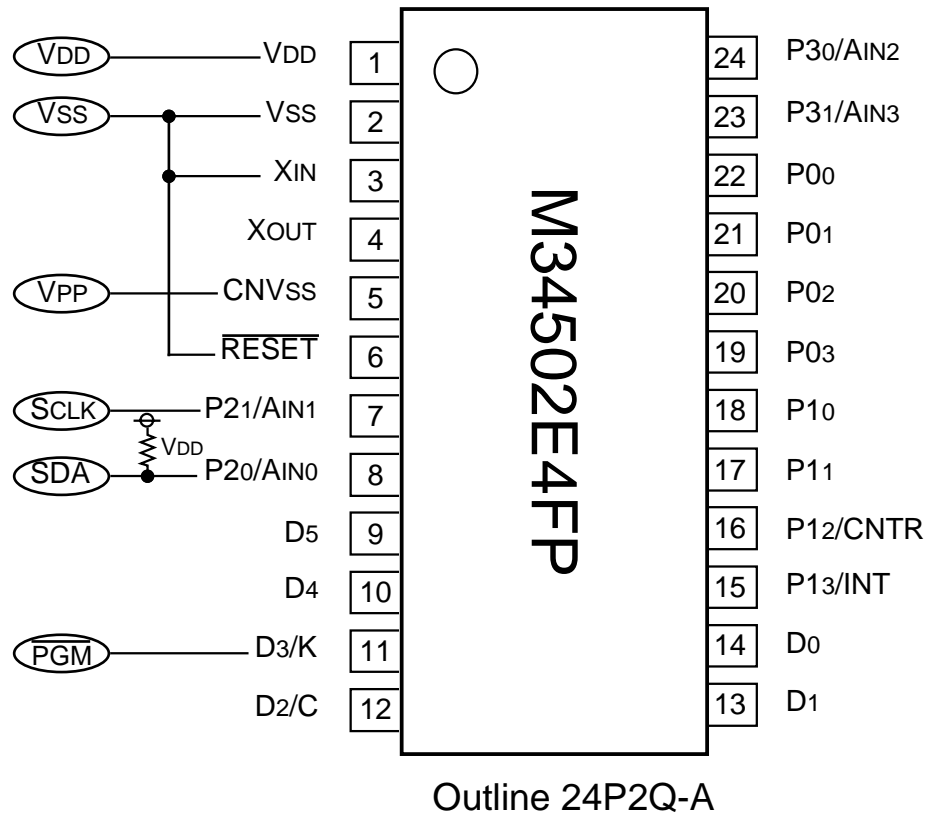 VDD VDD 1 24 P30/AIN2
VSS VSS 2 23 P31/AIN3
XIN 3 22 P00
XOUT 4 21 P01
VPP CNVSS 5 20 P02
RESET 6 19 P03
SCLK P21/AIN1 7 18 P10
VDD
SDA P20/AIN0 8 17 P11
D5 9 16 P12/CNTR
D4 10 15 P13/INT
PGM D3/K 11 14 D0
D2/C 12 13 D1
M34502E4FP
Outline 24P2Q-A